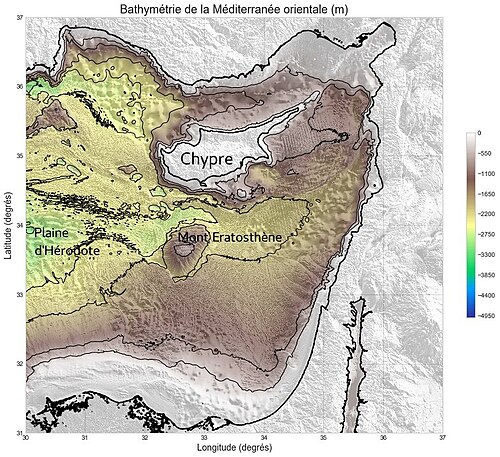 Bathymétrie de la Méditerranée orientale (m)
37
36
35
34
33
32
31
Latitude (degrés)
Chypre
Plaine
d'Hérodote
Mont Eratosthène
30 31 32 33 34 35 36 37
Longitude (degrés)
0
−550
−1100
−1650
−2200
−2750
−3300
−3850
−4400
−4950